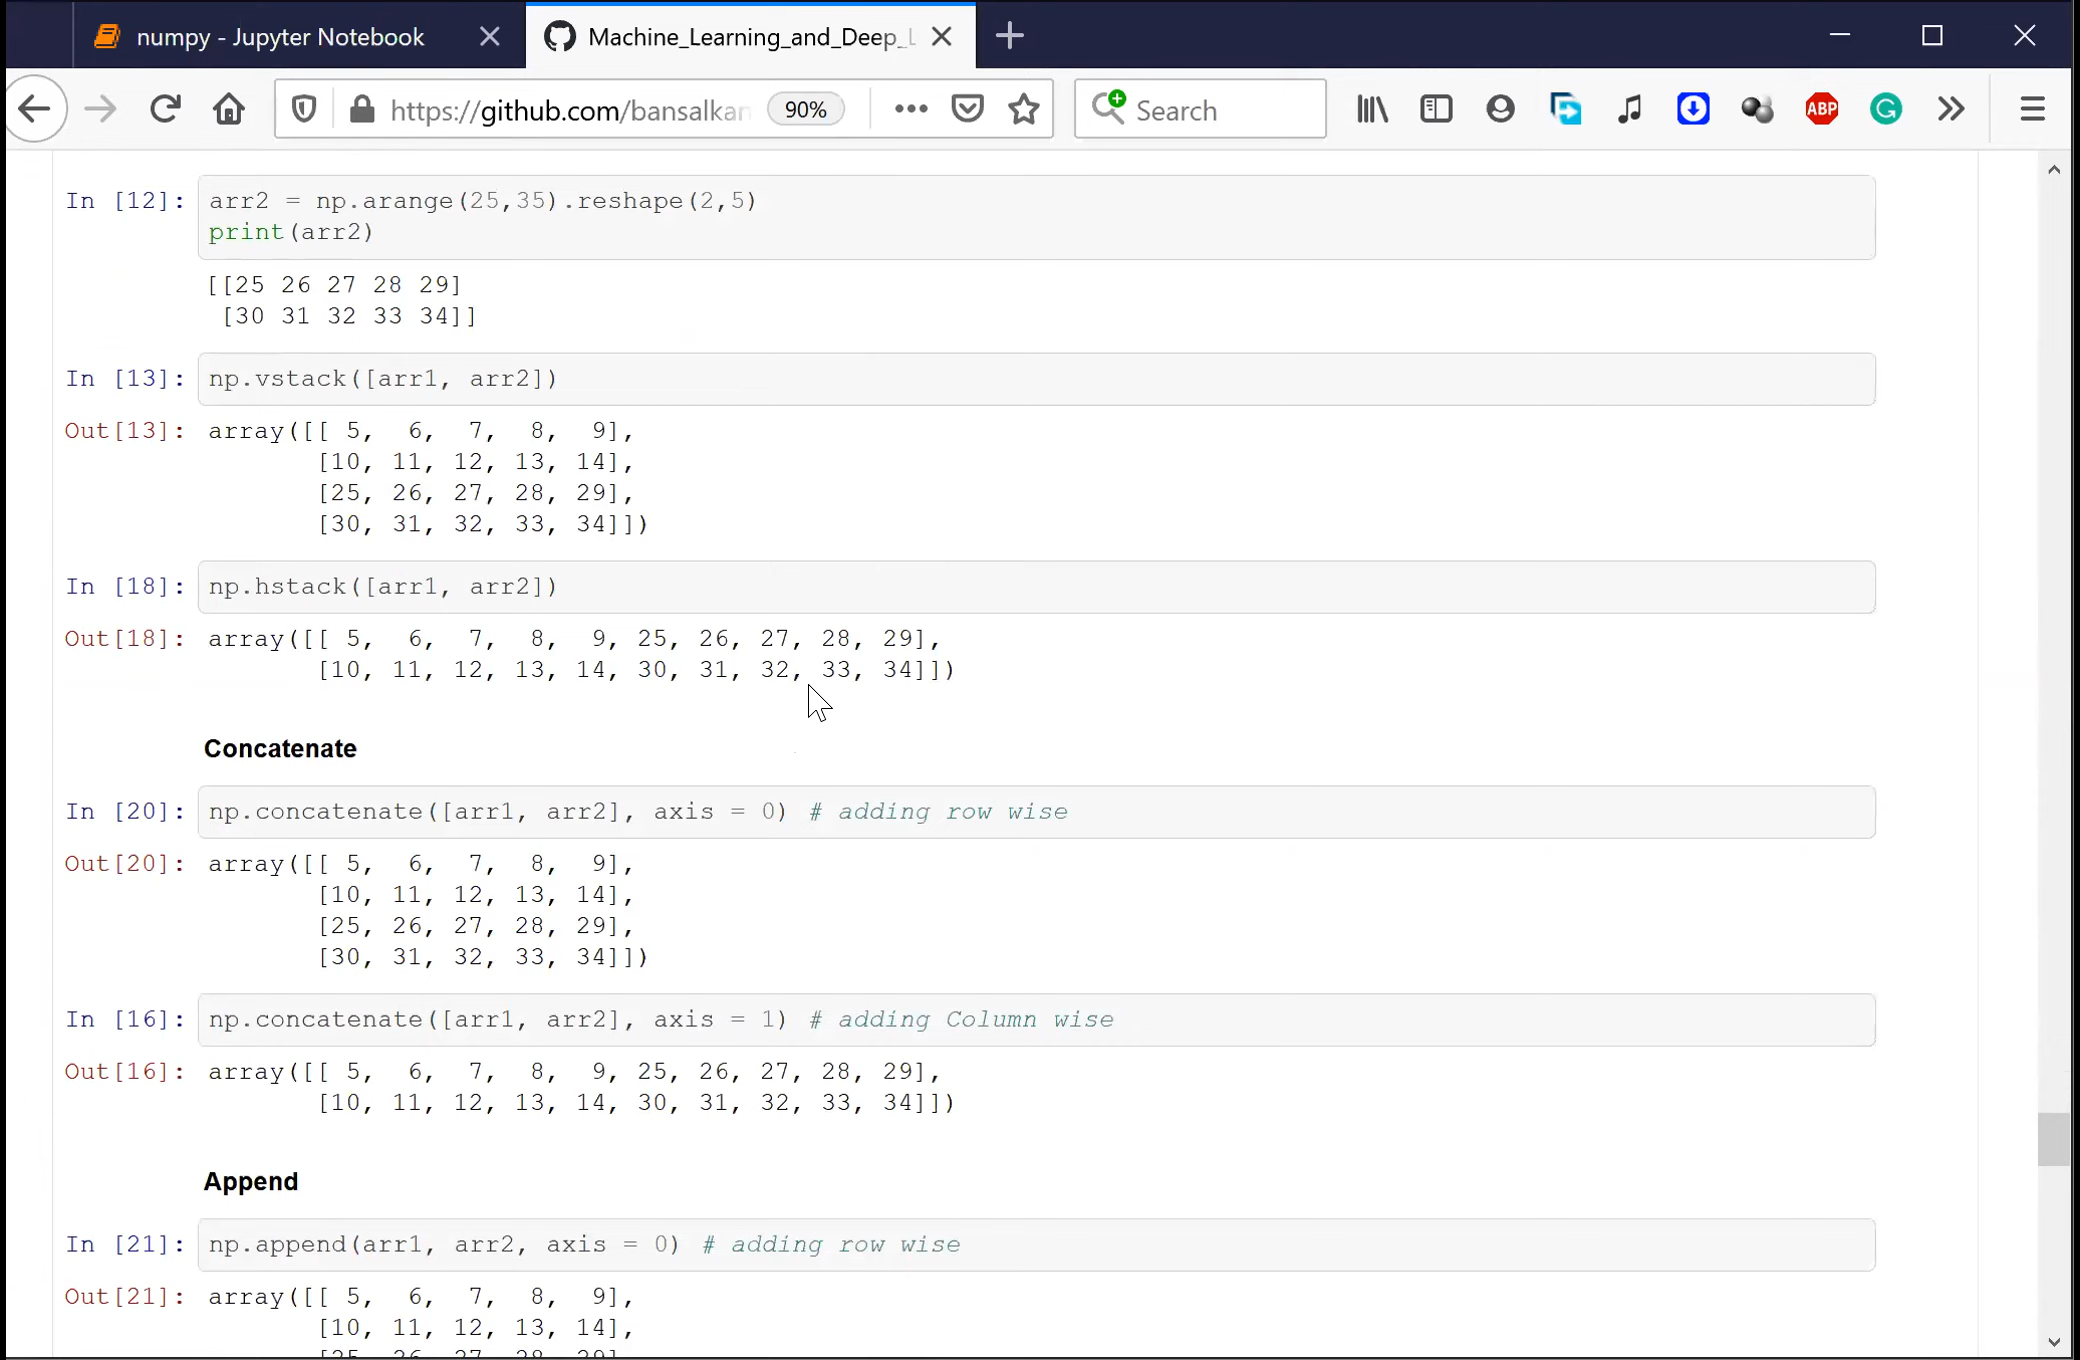 numpy - Jupyter Notebook
Machine_Learning_and_Deep_L
https://github.com/bansalkar
90%
Search
ABP
In [12]: arr2 = np.arange(25,35).reshape(2,5)
print(arr2)
[[25 26 27 28 29]
[30 31 32 33 34]]
In [13]: np.vstack([arr1, arr2])
Out[13]: array([[ 5, 6, 7, 8, 9],
[10, 11, 12, 13, 14],
[25, 26, 27, 28, 29],
[30, 31, 32, 33, 34]])
In [18]: np.hstack([arr1, arr2])
Out[18]: array([[ 5, 6, 7, 8, 9, 25, 26, 27, 28, 29],
[10, 11, 12, 13, 14, 30, 31, 32, 33, 34]])
Concatenate
In [20]: np.concatenate([arr1, arr2], axis = 0) # adding row wise
Out[20]: array([[ 5, 6, 7, 8, 9],
[10, 11, 12, 13, 14],
[25, 26, 27, 28, 29],
[30, 31, 32, 33, 34]])
In [16]: np.concatenate([arr1, arr2], axis = 1) # adding Column wise
Out[16]: array([[ 5, 6, 7, 8, 9, 25, 26, 27, 28, 29],
[10, 11, 12, 13, 14, 30, 31, 32, 33, 34]])
Append
In [21]: np.append(arr1, arr2, axis = 0) # adding row wise
Out[21]: array([[ 5, 6, 7, 8, 9],
[10, 11, 12, 13, 14],
[25, 26, 27, 28, 29]